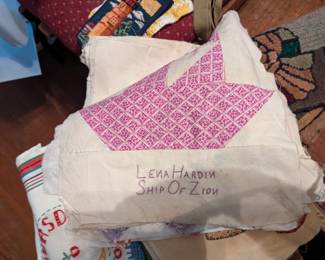 Lena Hardin
Ship Of Zion